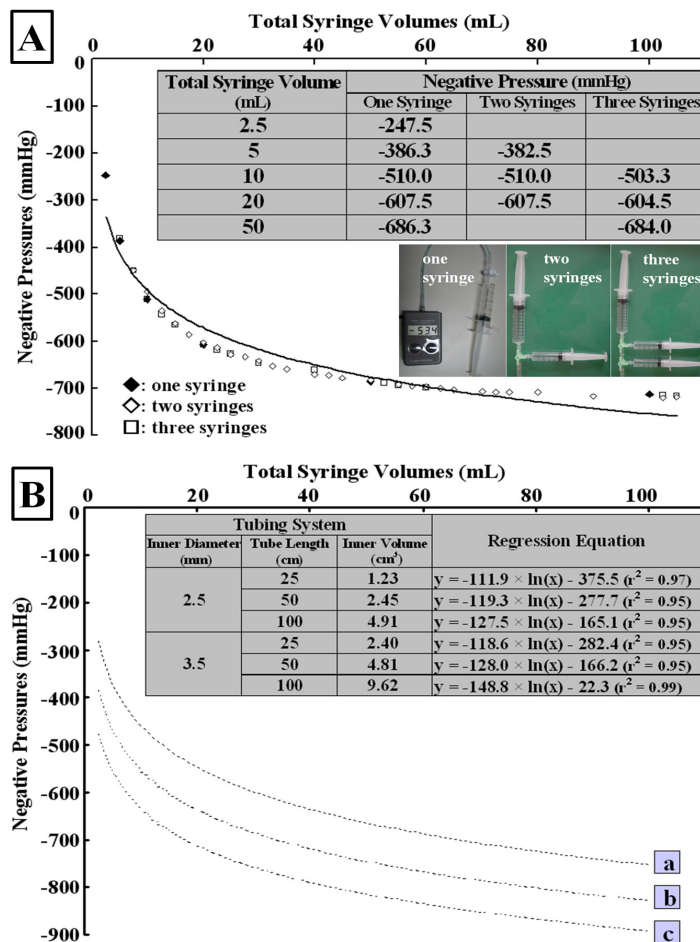 A
Total Syringe Volumes (mL)
0 20 40 60 80 100
0
-100
-200
-300
-400
-500
-600
-700
-800
Negative Pressures (mmHg)
Total Syringe Volume (mL) Negative Pressure (mmHg)
One Syringe Two Syringes Three Syringes
2.5 -247.5
5 -386.3 -382.5
10 -510.0 -510.0 -503.3
20 -607.5 -607.5 -604.5
50 -686.3 -684.0
one syringe
two syringes
three syringes
-534
◆: one syringe
◇: two syringes
□: three syringes
B
Total Syringe Volumes (mL)
0 20 40 60 80 100
0
-100
-200
-300
-400
-500
-600
-700
-800
-900
Negative Pressures (mmHg)
Tubing System Regression Equation
Inner Diameter (mm) Tube Length (cm) Inner Volume (cm³)
2.5 25 1.23 y = -111.9 × ln(x) - 375.5 (r² = 0.97)
50 2.45 y = -119.3 × ln(x) - 277.7 (r² = 0.95)
100 4.91 y = -127.5 × ln(x) - 165.1 (r² = 0.95)
3.5 25 2.40 y = -118.6 × ln(x) - 282.4 (r² = 0.95)
50 4.81 y = -128.0 × ln(x) - 166.2 (r² = 0.95)
100 9.62 y = -148.8 × ln(x) - 22.3 (r² = 0.99)
a
b
c